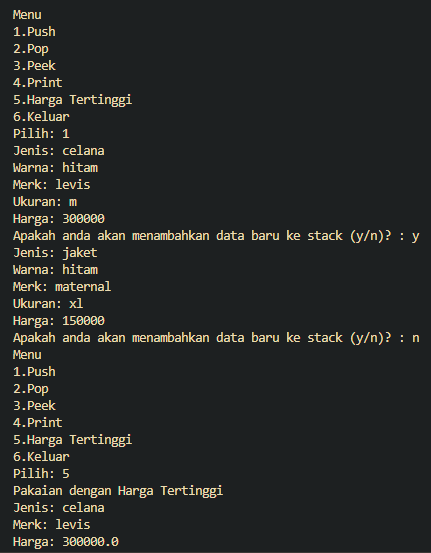 Menu
1.Push
2.Pop
3.Peek
4.Print
5.Harga Tertinggi
6.Keluar
Pilih: 1
Jenis: celana
Warna: hitam
Merk: levis
Ukuran: m
Harga: 300000
Apakah anda akan menambahkan data baru ke stack (y/n)? : y
Jenis: jaket
Warna: hitam
Merk: maternal
Ukuran: xl
Harga: 150000
Apakah anda akan menambahkan data baru ke stack (y/n)? : n
Menu
1.Push
2.Pop
3.Peek
4.Print
5.Harga Tertinggi
6.Keluar
Pilih: 5
Pakaian dengan Harga Tertinggi
Jenis: celana
Merk: levis
Harga: 300000.0